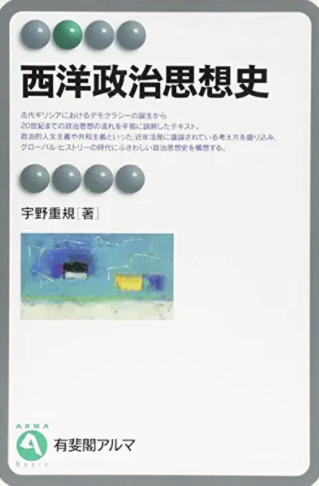 西洋政治思想史
古代ギリシアにおけるデモクラシーの誕生から
20世紀までの政治思想の流れを平易に説明したテキスト。
政治的人文主義や共和主義といった、近年活発に議論されている考え方を盛り込み、
グローバル・ヒストリーの時代にふさわしい政治思想史を構想する。
宇野重規[著]
ARMA
有斐閣アルマ
Basic